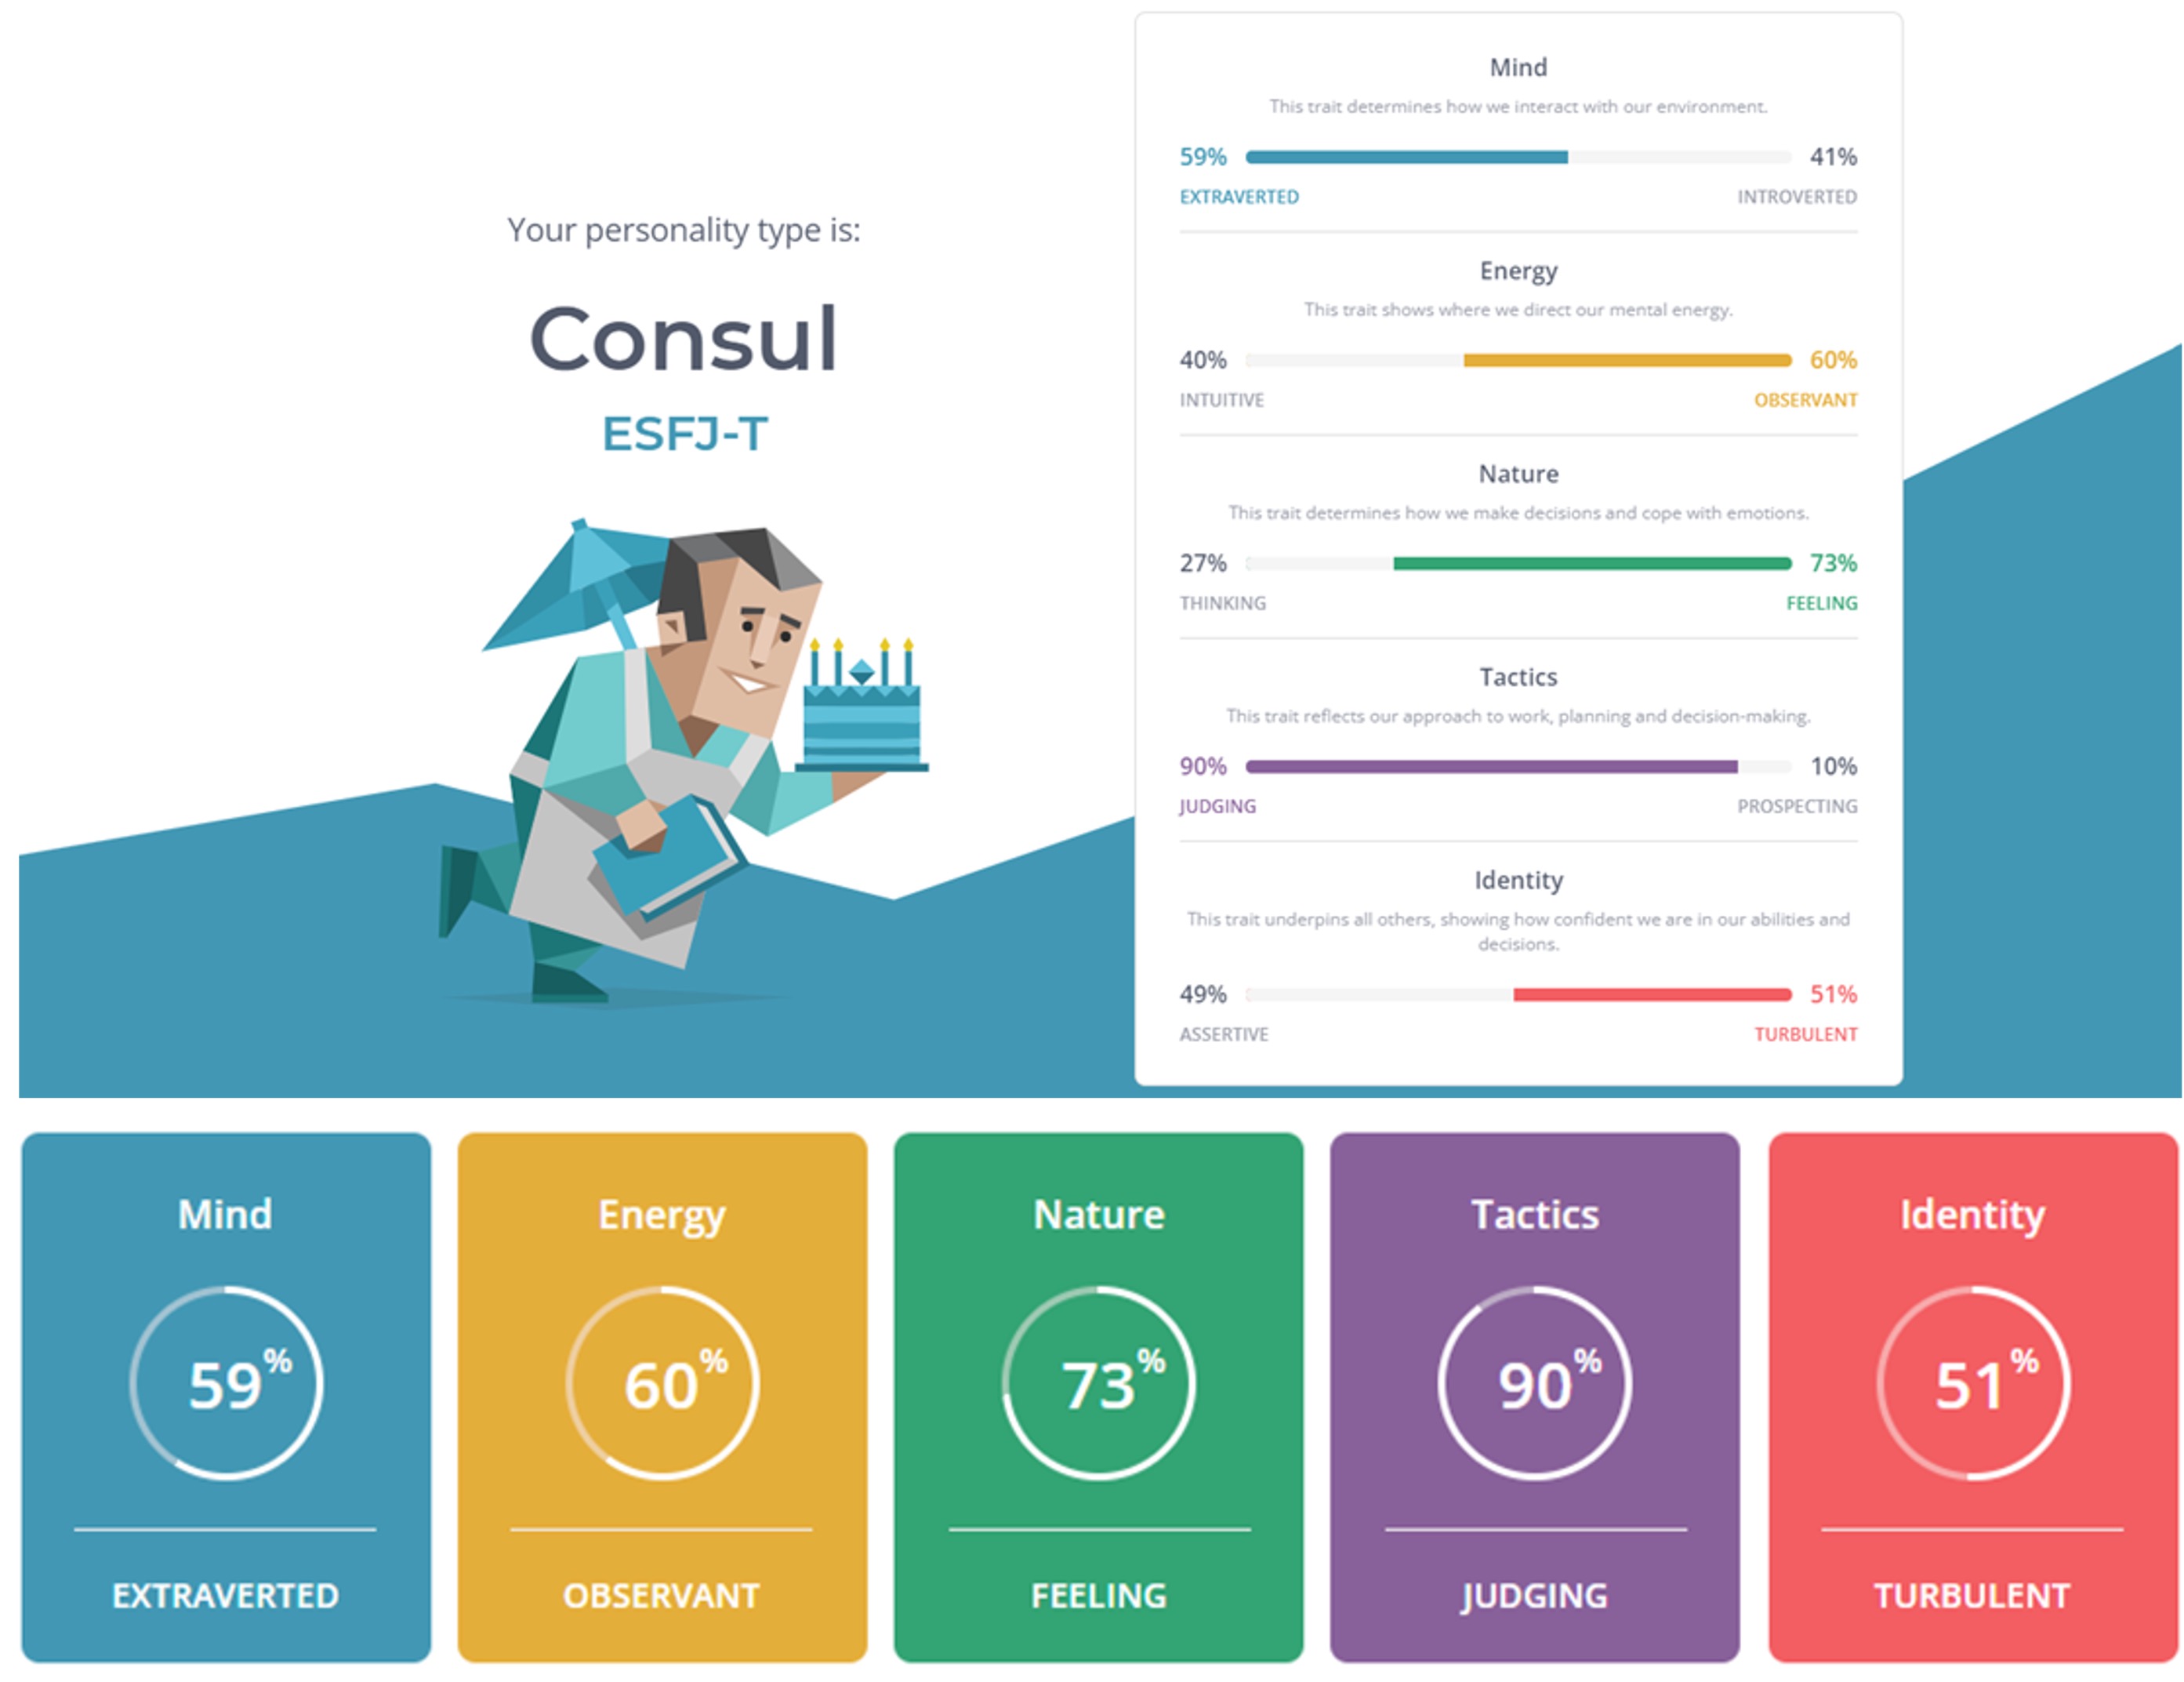 Your personality type is:
Consul
ESFJ-T
Mind
This trait determines how we interact with our environment.
59% 41%
EXTRAVERTED INTROVERTED
Energy
This trait shows where we direct our mental energy.
40% 60%
INTUITIVE OBSERVANT
Nature
This trait determines how we make decisions and cope with emotions.
27% 73%
THINKING FEELING
Tactics
This trait reflects our approach to work, planning and decision-making.
90% 10%
JUDGING PROSPECTING
Identity
This trait underpins all others, showing how confident we are in our abilities and
decisions.
49% 51%
ASSERTIVE TURBULENT
Mind
59%
EXTRAVERTED
Energy
60%
OBSERVANT
Nature
73%
FEELING
Tactics
90%
JUDGING
Identity
51%
TURBULENT